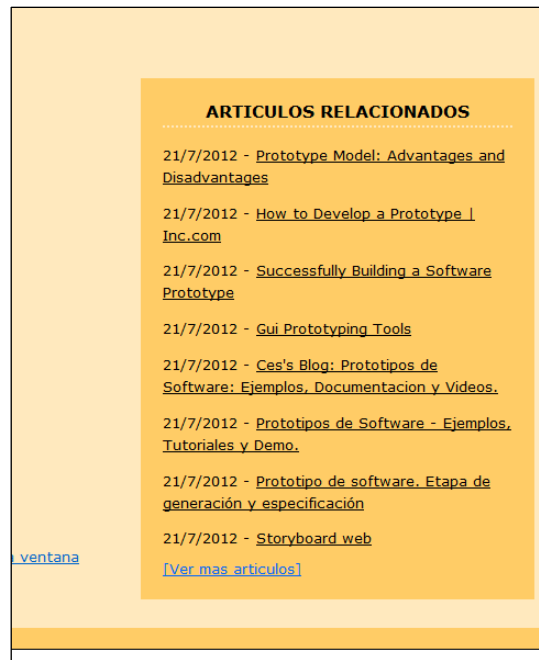 ARTICULOS RELACIONADOS
21/7/2012 - Prototype Model: Advantages and
Disadvantages
21/7/2012 - How to Develop a Prototype |
Inc.com
21/7/2012 - Successfully Building a Software
Prototype
21/7/2012 - Gui Prototyping Tools
21/7/2012 - Ces's Blog: Prototipos de
Software: Ejemplos, Documentacion y Videos.
21/7/2012 - Prototipos de Software - Ejemplos,
Tutoriales y Demo.
21/7/2012 - Prototipo de software. Etapa de
generación y especificación
21/7/2012 - Storyboard web
ventana
[Ver mas articulos]